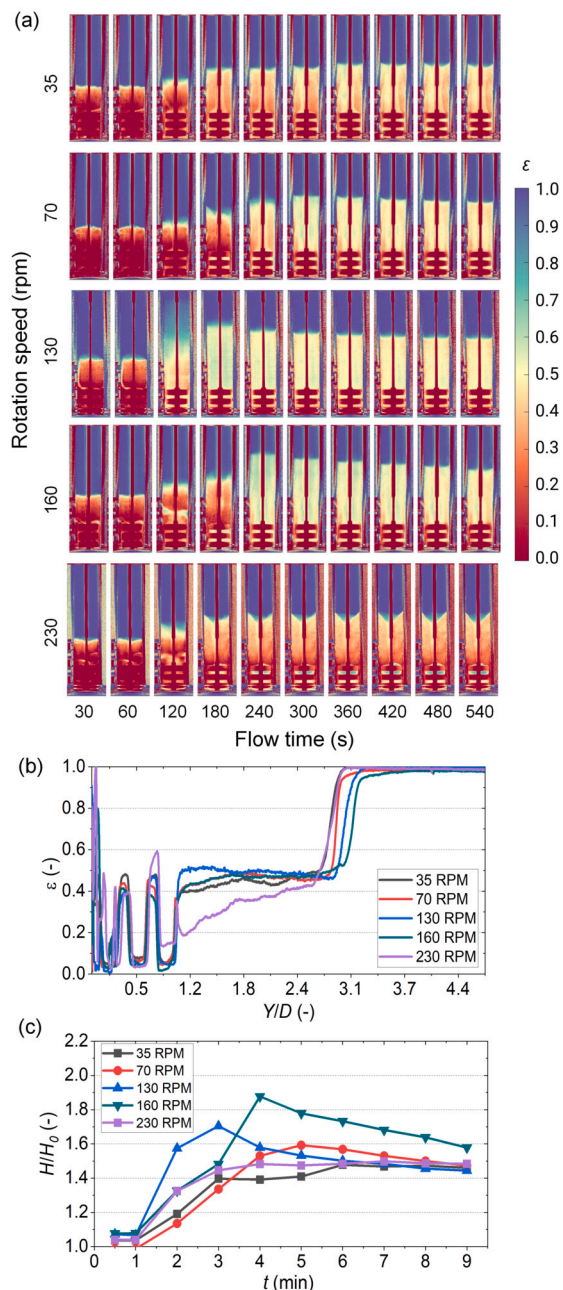 (a)
Rotation speed (rpm)
35
70
130
160
230
30 60 120 180 240 300 360 420 480 540
Flow time (s)
ε
1.0
0.9
0.8
0.7
0.6
0.5
0.4
0.3
0.2
0.1
0.0
(b)
ε (-)
1.0
0.8
0.6
0.4
0.2
0.0
35 RPM
70 RPM
130 RPM
160 RPM
230 RPM
0.5 1.2 1.8 2.4 3.1 3.7 4.4
Y/D (-)
(c)
H/H₀
2.2
2.0
1.8
1.6
1.4
1.2
1.0
35 RPM
70 RPM
130 RPM
160 RPM
230 RPM
0 1 2 3 4 5 6 7 8 9
t (min)